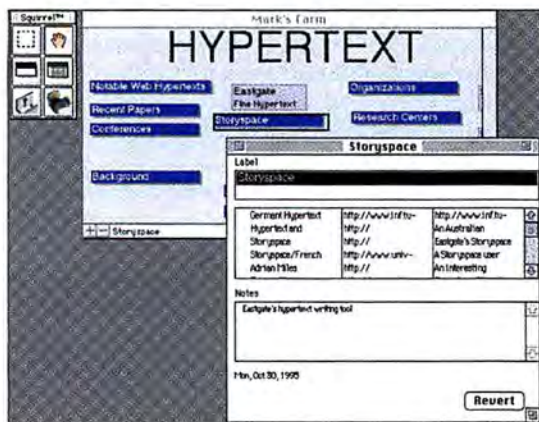 Squirrel™
Mark's Farm
HYPERTEXT
Notable Web Hypertexts
Eastgate
Fine Hypertext
Organizations
Recent Papers
Storyspace
Research Centers
Conferences
Background
Storyspace
Storyspace
Label
Storyspace
German Hypertext http://www.inf.tu- http://www.inf.tu-
Hypertext and http:// An Australian
Storyspace http:// Eastgate's Storyspace
Storyspace/French http://www.univ- A Storyspace user
Adrian Miles http:// An Interesting
Notes
Eastgate's hypertext writing tool
Mon, Oct 30, 1995
Revert